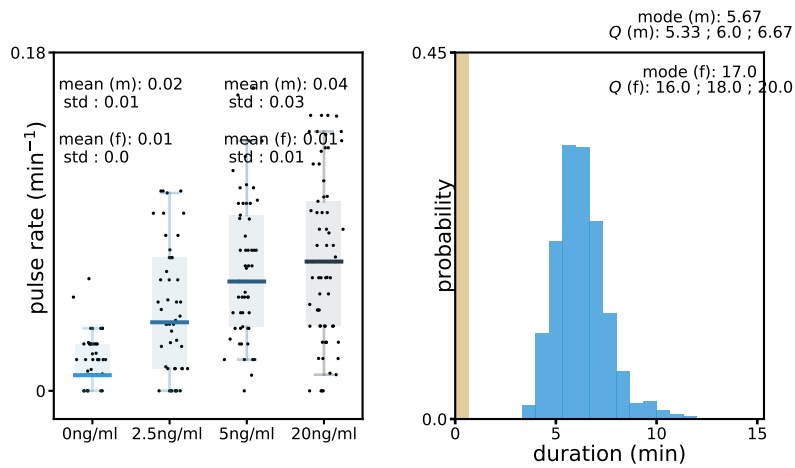 0.18
mean (m): 0.02
std : 0.01
mean (m): 0.04
std : 0.03
mean (f): 0.01
std : 0.0
mean (f): 0.01
std : 0.01
pulse rate (min⁻¹)
0
0ng/ml 2.5ng/ml 5ng/ml 20ng/ml
mode (m): 5.67
Q (m): 5.33 ; 6.0 ; 6.67
0.45
mode (f): 17.0
Q (f): 16.0 ; 18.0 ; 20.0
probability
0.0
0 5 10 15
duration (min)